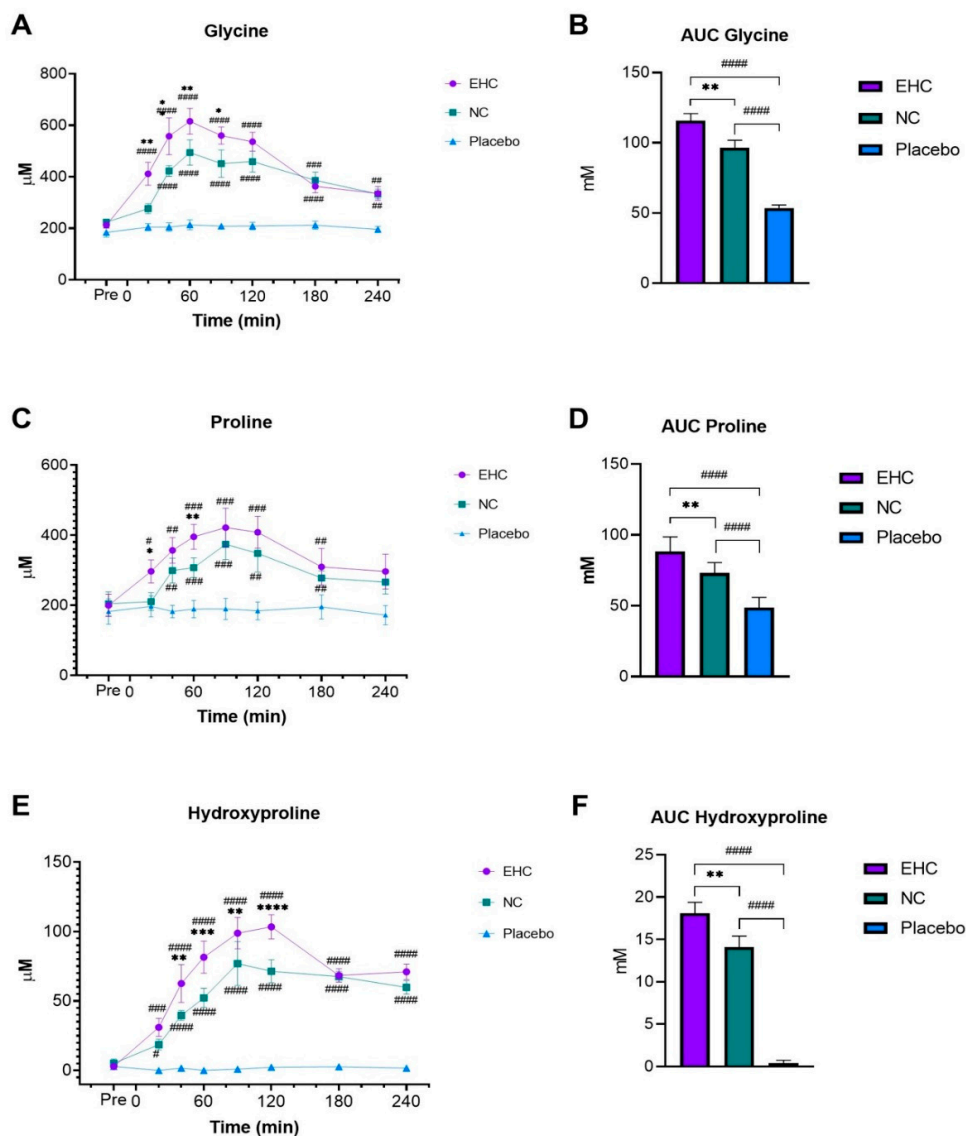 A
Glycine
800
600
400
200
0
μM
Pre 0 60 120 180 240
Time (min)
EHC
NC
Placebo
**
####
*
*
####
**
####
*
####
####
###
##
####
####
####
####
####
##
B
AUC Glycine
150
100
50
0
mM
####
**
####
EHC
NC
Placebo
C
Proline
600
400
200
0
μM
Pre 0 60 120 180 240
Time (min)
EHC
NC
Placebo
#
*
##
###
**
###
###
##
##
###
###
##
##
D
AUC Proline
150
100
50
0
mM
####
**
####
EHC
NC
Placebo
E
Hydroxyproline
150
100
50
0
μM
Pre 0 60 120 180 240
Time (min)
EHC
NC
Placebo
###
####
**
####
***
####
**
####
****
####
####
#
####
####
####
####
####
####
F
AUC Hydroxyproline
25
20
15
10
5
0
mM
####
**
####
EHC
NC
Placebo